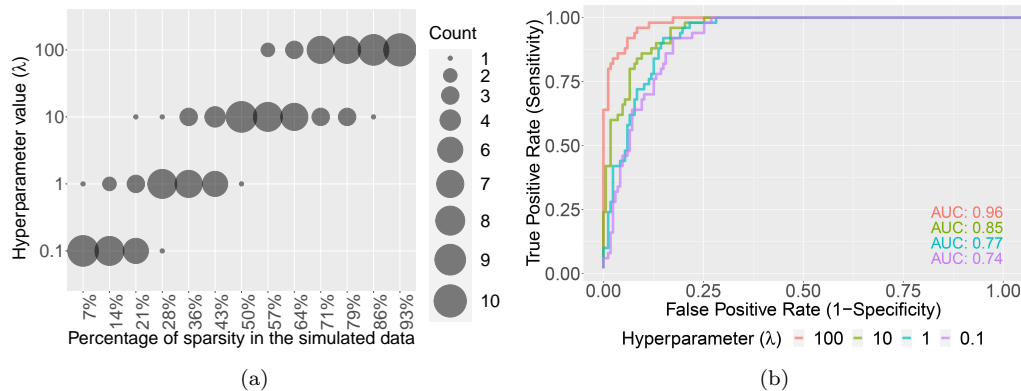 Hyperparameter value (λ)
100
10
1
0.1
7%
14%
21%
28%
36%
43%
50%
57%
64%
71%
79%
86%
93%
Percentage of sparsity in the simulated data
Count
1
2
3
4
6
7
8
9
10
(a)
True Positive Rate (Sensitivity)
1.00
0.75
0.50
0.25
0.00
AUC: 0.96
AUC: 0.85
AUC: 0.77
AUC: 0.74
0.00 0.25 0.50 0.75 1.00
False Positive Rate (1−Specificity)
Hyperparameter (λ) 100 10 1 0.1
(b)